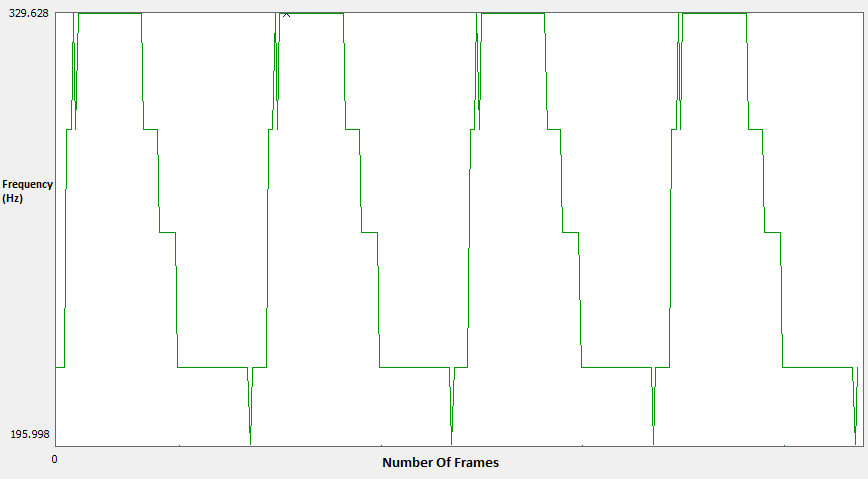 329.628
Frequency
(Hz)
195.998
0
Number Of Frames